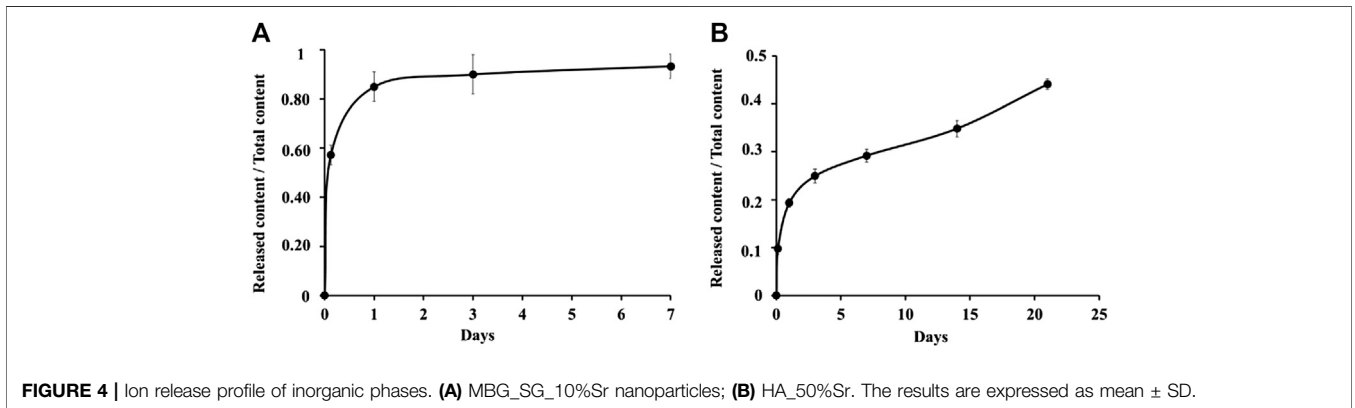 A
Released content / Total content
1
0.80
0.60
0.40
0.20
0
0 1 2 3 4 5 6 7
Days
B
Released content / Total content
0.5
0.4
0.3
0.2
0.1
0
0 5 10 15 20 25
Days
FIGURE 4 | Ion release profile of inorganic phases. (A) MBG_SG_10%Sr nanoparticles; (B) HA_50%Sr. The results are expressed as mean ± SD.